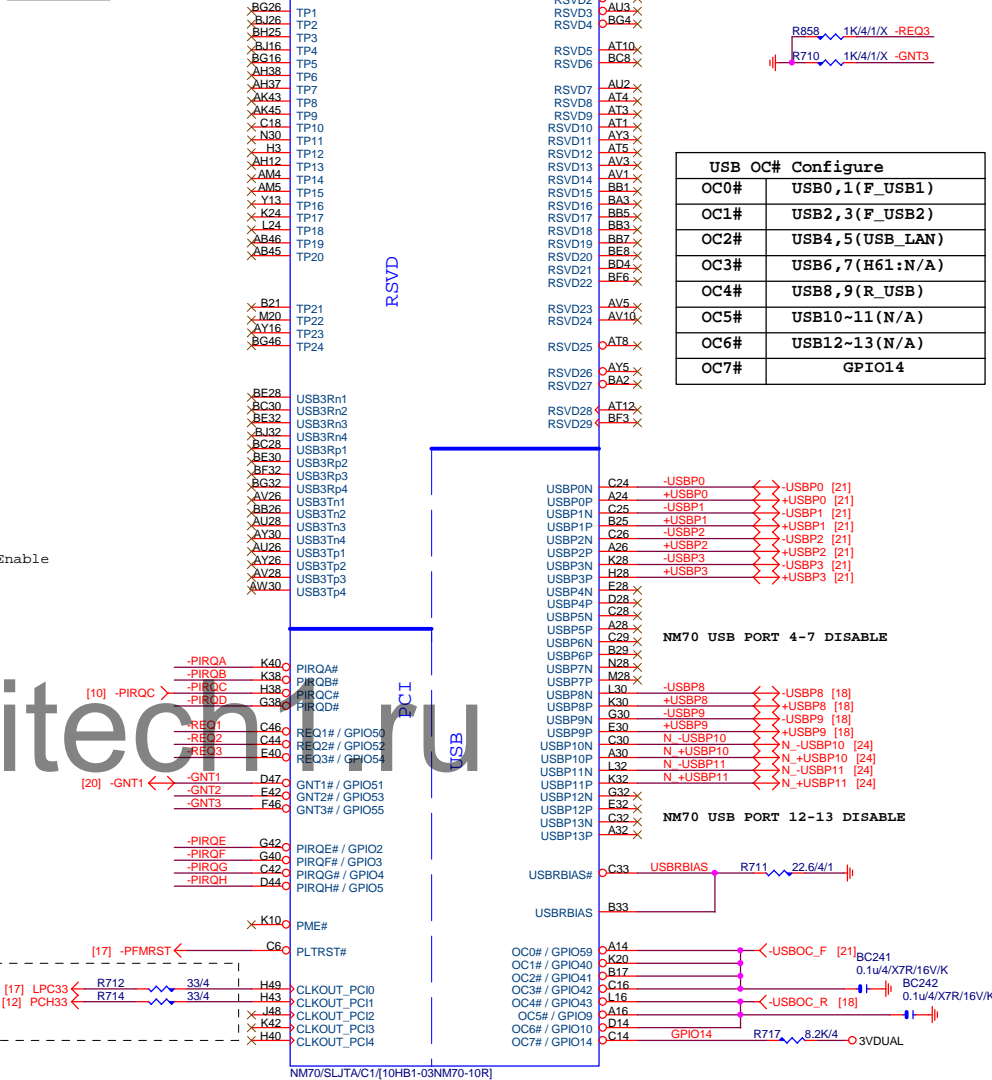 BG26 TP1
BJ26 TP2
BH25 TP3
BJ16 TP4
BG16 TP5
AH38 TP6
AH37 TP7
AK43 TP8
AK45 TP9
C18 TP10
N30 TP11
H3 TP12
AH12 TP13
AM4 TP14
AM5 TP15
Y13 TP16
K24 TP17
L24 TP18
AB46 TP19
AB45 TP20
B21 TP21
M20 TP22
AY16 TP23
BG46 TP24
RSVD
BE28 USB3Rn1
BC30 USB3Rn2
BE32 USB3Rn3
BJ32 USB3Rn4
BC28 USB3Rp1
BE30 USB3Rp2
BF32 USB3Rp3
BG32 USB3Rp4
AV26 USB3Tn1
BB26 USB3Tn2
AU28 USB3Tn3
AY30 USB3Tn4
AU26 USB3Tp1
AY26 USB3Tp2
AV28 USB3Tp3
AW30 USB3Tp4
Enable
RSVD3 AU3
RSVD4 BG4
RSVD5 AT10
RSVD6 BC8
RSVD7 AU2
RSVD8 AT4
RSVD9 AT3
RSVD10 AT1
RSVD11 AY3
RSVD12 AT5
RSVD13 AV3
RSVD14 AV1
RSVD15 BB1
RSVD16 BA3
RSVD17 BB5
RSVD18 BB3
RSVD19 BB7
RSVD20 BE8
RSVD21 BD4
RSVD22 BF6
RSVD23 AV5
RSVD24 AV10
RSVD25 AT8
RSVD26 AY5
RSVD27 BA2
RSVD28 AT12
RSVD29 BF3
R858 1K/4/1/X -REQ3
R710 1K/4/1/X -GNT3
USB OC# Configure
OC0# USB0,1(F_USB1)
OC1# USB2,3(F_USB2)
OC2# USB4,5(USB_LAN)
OC3# USB6,7(H61:N/A)
OC4# USB8,9(R_USB)
OC5# USB10~11(N/A)
OC6# USB12~13(N/A)
OC7# GPIO14
USBP0N C24 -USBP0 -USBP0 [21]
USBP0P A24 +USBP0 +USBP0 [21]
USBP1N C25 -USBP1 -USBP1 [21]
USBP1P B25 +USBP1 +USBP1 [21]
USBP2N C26 -USBP2 -USBP2 [21]
USBP2P A26 +USBP2 +USBP2 [21]
USBP3N K28 -USBP3 -USBP3 [21]
USBP3P H28 +USBP3 +USBP3 [21]
USBP4N E28
USBP4P D28
USBP5N C28
USBP5P A28
USBP6N C29
USBP6P B29
USBP7N N28
USBP7P M28
NM70 USB PORT 4-7 DISABLE
USBP8N L30 -USBP8 -USBP8 [18]
USBP8P K30 +USBP8 +USBP8 [18]
USBP9N G30 -USBP9 -USBP9 [18]
USBP9P E30 +USBP9 +USBP9 [18]
USBP10N C30 N_-USBP10 N_-USBP10 [24]
USBP10P A30 N_+USBP10 N_+USBP10 [24]
USBP11N L32 N_-USBP11 N_-USBP11 [24]
USBP11P K32 N_+USBP11 N_+USBP11 [24]
USBP12N G32
USBP12P E32
USBP13N C32
USBP13P A32
NM70 USB PORT 12-13 DISABLE
-PIRQA K40 PIRQA#
-PIRQB K38 PIRQB#
[10] -PIRQC -PIRQC H38 PIRQC#
-PIRQD G38 PIRQD#
-REQ1 C46 REQ1# / GPIO50
-REQ2 C44 REQ2# / GPIO52
-REQ3 E40 REQ3# / GPIO54
[20] -GNT1 -GNT1 D47 GNT1# / GPIO51
-GNT2 E42 GNT2# / GPIO53
-GNT3 F46 GNT3# / GPIO55
-PIRQE G42 PIRQE# / GPIO2
-PIRQF G40 PIRQF# / GPIO3
-PIRQG C42 PIRQG# / GPIO4
-PIRQH D44 PIRQH# / GPIO5
K10 PME#
[17] -PFMRST C6 PLTRST#
[17] LPC33 R712 33/4 H49 CLKOUT_PCI0
[12] PCH33 R714 33/4 H43 CLKOUT_PCI1
J48 CLKOUT_PCI2
K42 CLKOUT_PCI3
H40 CLKOUT_PCI4
PCI
USB
itech1.ru
USBRBIAS# C33 USBRBIAS R711 22.6/4/1
USBRBIAS B33
OC0# / GPIO59 A14 -USBOC_F [21]
OC1# / GPIO40 K20
OC2# / GPIO41 B17
OC3# / GPIO42 C16
OC4# / GPIO43 L16 -USBOC_R [18]
OC5# / GPIO9 A16
OC6# / GPIO10 D14
OC7# / GPIO14 C14 GPIO14 R717 8.2K/4 3VDUAL
BC241
0.1u/4/X7R/16V/K
BC242
0.1u/4/X7R/16V/K
NM70/SLJTA/C1/[10HB1-03NM70-10R]